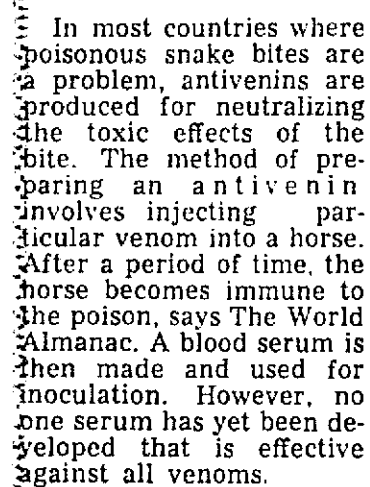 In most countries where
poisonous snake bites are
a problem, antivenins are
produced for neutralizing
the toxic effects of the
bite. The method of pre-
paring an antivenin
involves injecting par-
ticular venom into a horse.
After a period of time, the
horse becomes immune to
the poison, says The World
Almanac. A blood serum is
then made and used for
inoculation. However, no
one serum has yet been de-
veloped that is effective
against all venoms.